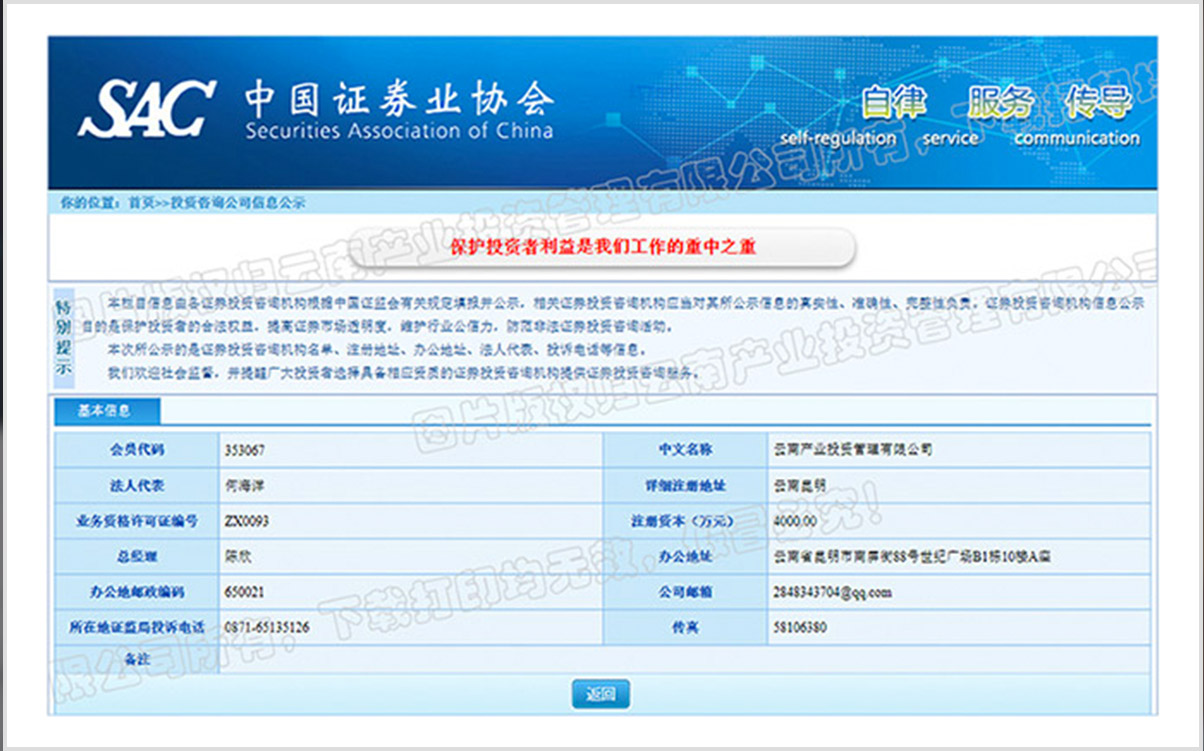 SAC 中国证券业协会
Securities Association of China
自律 服务 传导
self-regulation service communication
你的位置：首页>>投资咨询公司信息公示
保护投资者利益是我们工作的重中之重
特别提示
本栏目信息由各证券投资咨询机构根据中国证监会有关规定填报并公示，相关证券投资咨询机构应当对其所公示信息的真实性、准确性、完整性负责。证券投资咨询机构信息公示
目的是保护投资者的合法权益，提高证券市场透明度，维护行业公信力，防范非法证券投资咨询活动。
本次所公示的是证券投资咨询机构名单、注册地址、办公地址、法人代表、投诉电话等信息。
我们欢迎社会监督，并提醒广大投资者选择具备相应资质的证券投资咨询机构提供证券投资咨询服务。
基本信息
会员代码 353067 中文名称 云南产业投资管理有限公司
法人代表 何海洋 详细注册地址 云南昆明
业务资格许可证编号 ZX0093 注册资本（万元） 4000.00
总经理 陈欣 办公地址 云南省昆明市南屏街88号世纪广场B1栋10楼A座
办公地邮政编码 650021 公司邮箱 2848343704@qq.com
所在地证监局投诉电话 0871-65135126 传真 58106380
备注
返回
图片版权归云南产业投资管理有限公司所有，下载打印均无效，仿冒必究！